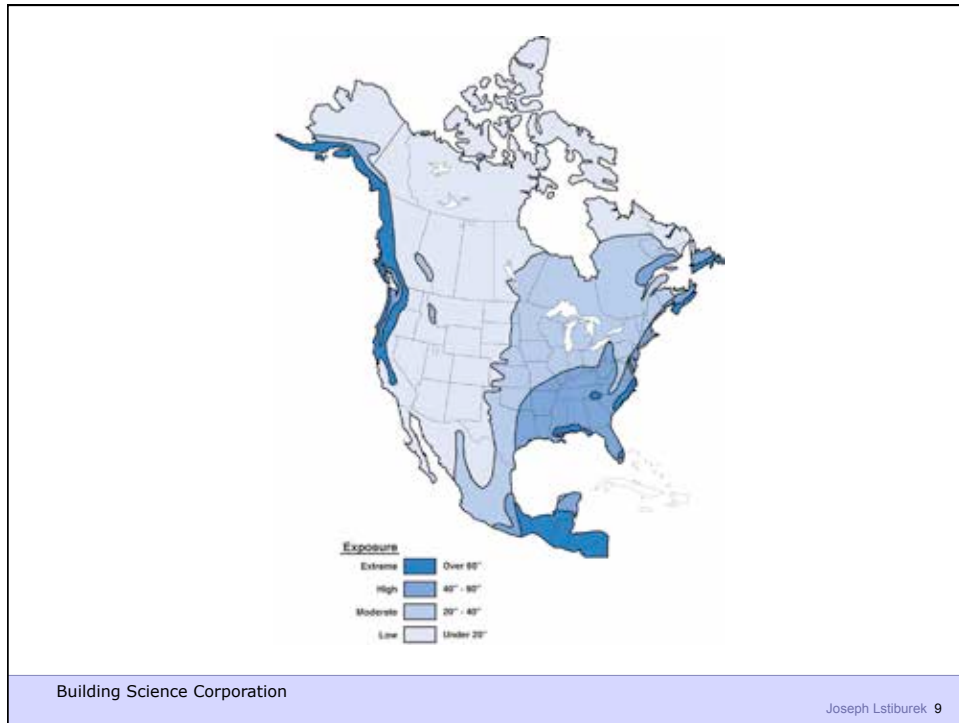 Exposure
Extreme Over 60"
High 40" - 60"
Moderate 20" - 40"
Low Under 20"
Building Science Corporation
Joseph Lstiburek 9